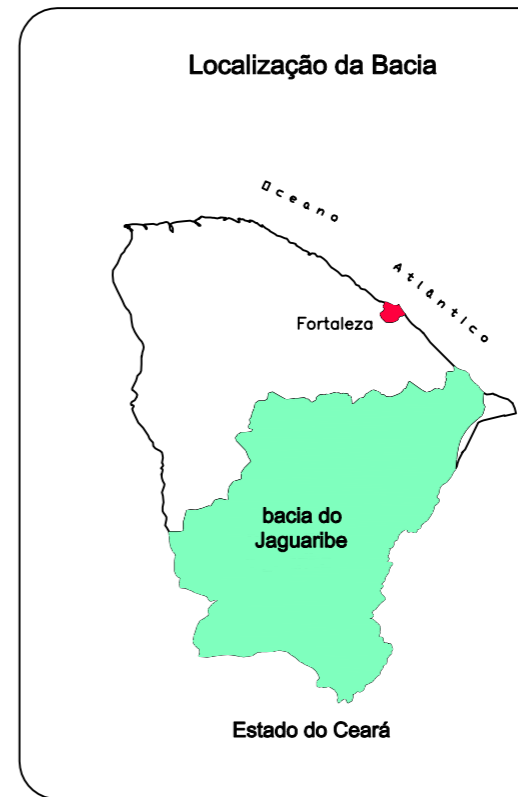 Localização da Bacia
Oceano
Atlântico
Fortaleza
bacia do
Jaguaribe
Estado do Ceará